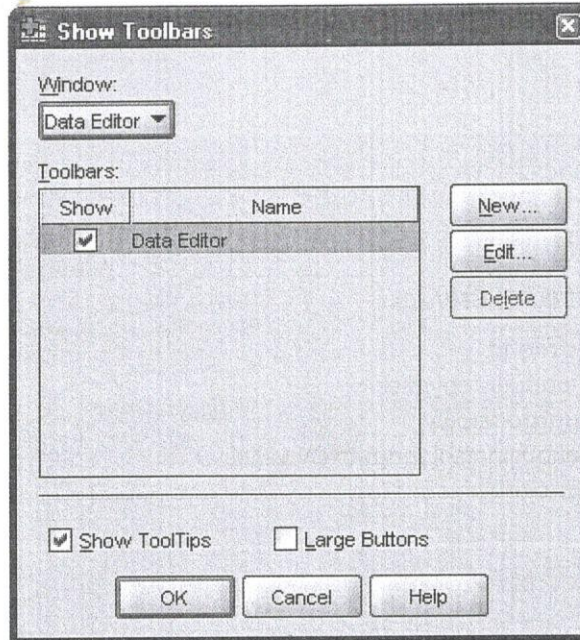 Show Toolbars
Window:
Data Editor
Toolbars:
Show Name
Data Editor
New...
Edit...
Delete
Show ToolTips Large Buttons
OK Cancel Help